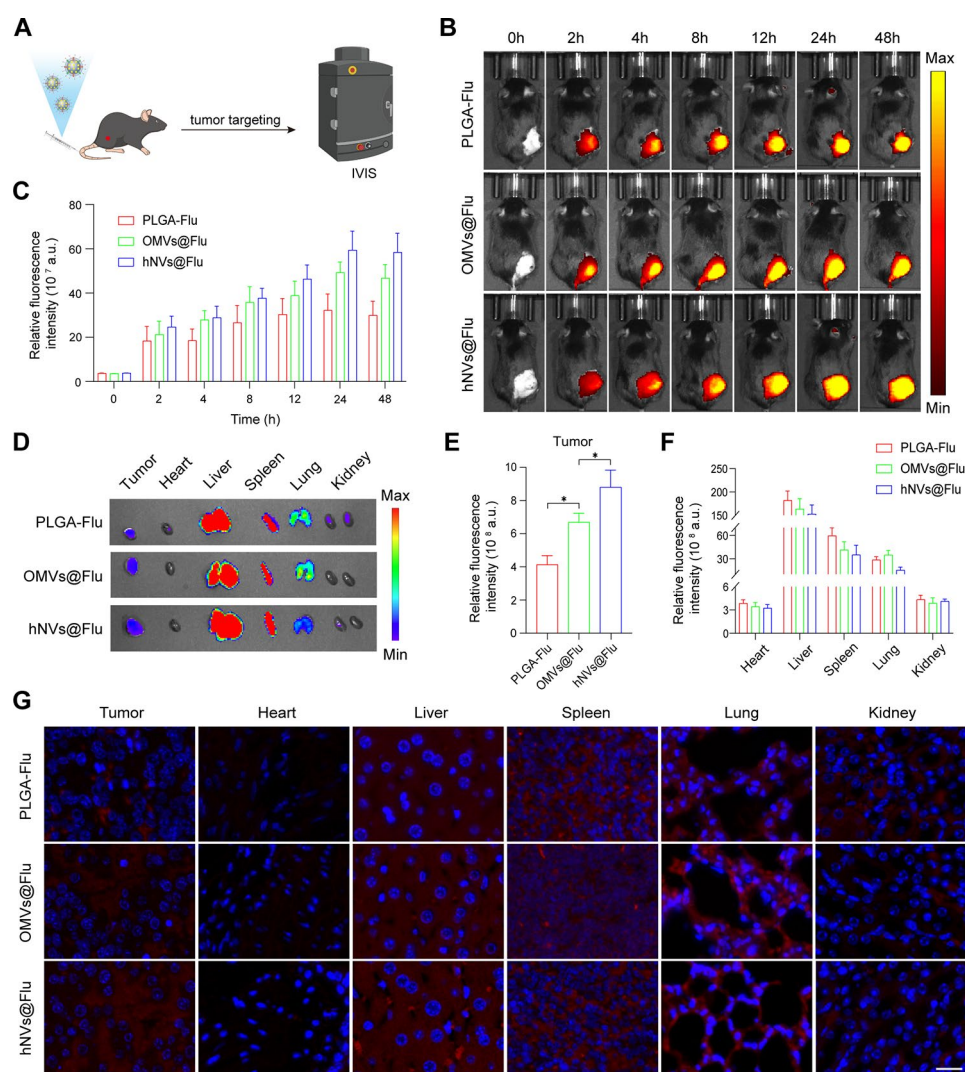 A
tumor targeting
IVIS
B
0h 2h 4h 8h 12h 24h 48h
PLGA-Flu
OMVs@Flu
hNVs@Flu
Max
Min
C
PLGA-Flu
OMVs@Flu
hNVs@Flu
Relative fluorescence
intensity (10 7 a.u.)
80
60
40
20
0
0 2 4 8 12 24 48
Time (h)
D
Tumor Heart Liver Spleen Lung Kidney
PLGA-Flu
OMVs@Flu
hNVs@Flu
Max
Min
E
Tumor
Relative fluorescence
intensity (10 8 a.u.)
10
8
6
4
2
0
* *
PLGA-Flu OMVs@Flu hNVs@Flu
F
PLGA-Flu
OMVs@Flu
hNVs@Flu
Relative fluorescence
intensity (10 8 a.u.)
250
200
150
60
30
6
3
0
Heart Liver Spleen Lung Kidney
G
Tumor Heart Liver Spleen Lung Kidney
PLGA-Flu
OMVs@Flu
hNVs@Flu